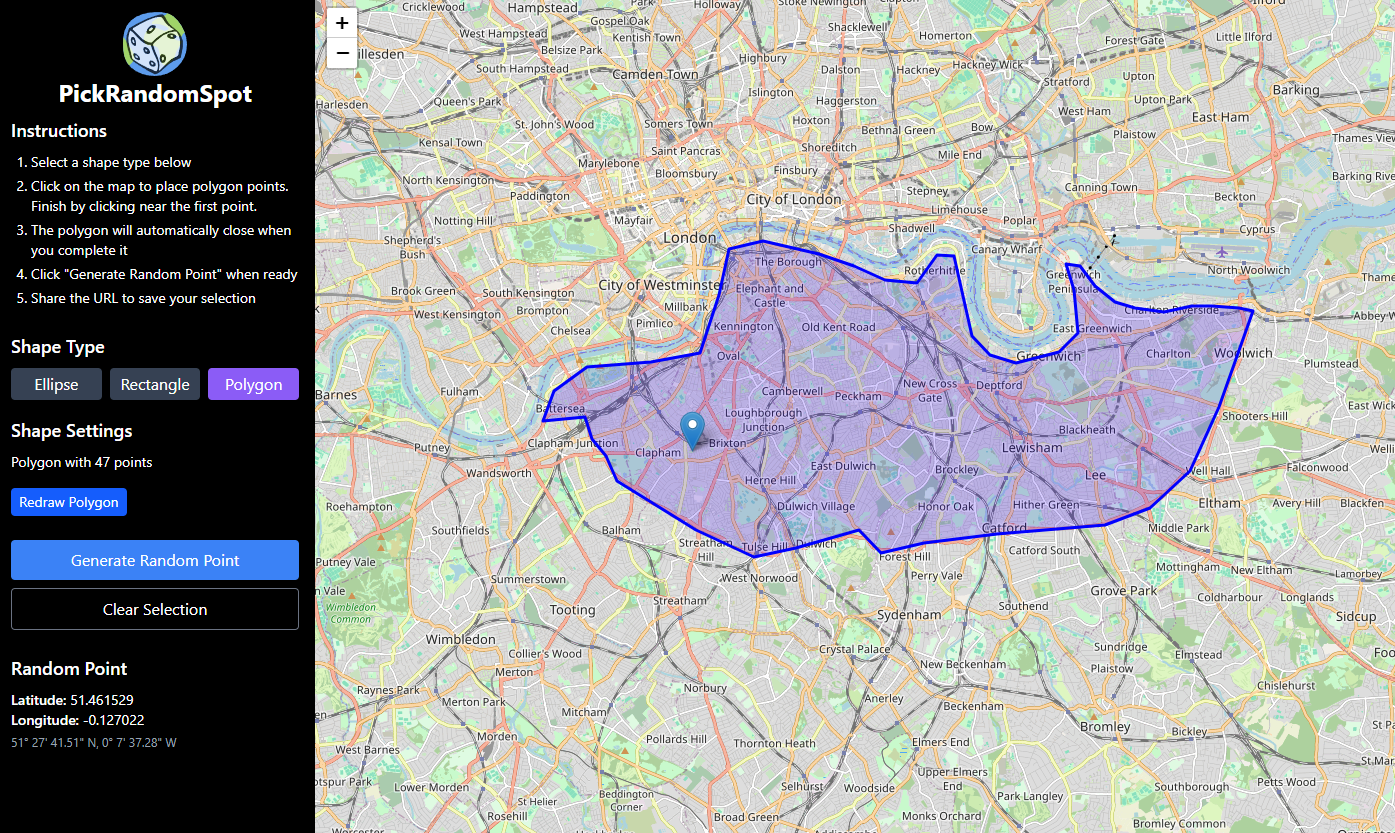 PickRandomSpot
Instructions
1. Select a shape type below
2. Click on the map to place polygon points.
Finish by clicking near the first point.
3. The polygon will automatically close when
you complete it
4. Click "Generate Random Point" when ready
5. Share the URL to save your selection
Shape Type
Ellipse
Rectangle
Polygon
Shape Settings
Polygon with 47 points
Redraw Polygon
Generate Random Point
Clear Selection
Random Point
Latitude: 51.461529
Longitude: -0.127022
51° 27' 41.51" N, 0° 7' 37.28" W
+
−
Cricklewood
Hampstead
Holloway
Stoke Newington
Gospel Oak
Shacklewell
West Hampstead
Kentish Town
Homerton
Forest Gate
Little Ilford
Belsize Park
Highbury
Hackney Wick
South Hampstead
Camden Town
Dalston
Hackney
Stratford
Upton
Barking
Harlesden
Queen's Park
Islington
Haggerston
West Ham
Upton Park
St. John's Wood
Somers Town
Hoxton
East Ham
Kensal Town
Saint Pancras
Bethnal Green
Bow
Plaistow
Thames View
Marylebone
Shoreditch
Mile End
Bloomsbury
Finsbury
North Kensington
Paddington
City of London
Stepney
Canning Town
Beckton
Notting Hill
Mayfair
Limehouse
Poplar
Shepherd's
Bush
London
Shadwell
Cyprus
Canary Wharf
The Borough
Rotherhithe
Greenwich
Peninsula
North Woolwich
City of Westminster
Elephant and
Castle
Brook Green
South Kensington
West Kensington
Brompton
Millbank
Pimlico
Kennington
Old Kent Road
Charlton Riverside
Chelsea
East Greenwich
Oval
Greenwich
Charlton
Woolwich
Plumstead
Barnes
Fulham
Camberwell
Peckham
New Cross
Gate
Deptford
Battersea
Loughborough
Junction
Shooters Hill
Putney
Clapham Junction
Brixton
Blackheath
Clapham
Lewisham
Wandsworth
East Dulwich
Brockley
Lee
Well Hall
Falconwood
Herne Hill
Roehampton
Dulwich Village
Honor Oak
Hither Green
Eltham
Avery Hill
Blackfen
Southfields
Balham
Catford
Middle Park
Streatham
Hill
Tulse Hill
Dulwich
Forest Hill
Catford South
Putney Vale
Mottingham
New Eltham
Lamorbey
Summerstown
West Norwood
Perry Vale
Grove Park
Coldharbour
Longlands
Wimbledon
Common
Tooting
Streatham
Sydenham
Southend
Sidcup
Wimbledon
Crystal Palace
Sundridge
Elmstead
Collier's Wood
Merton
New Beckenham
Plaistow
Raynes Park
Norbury
Anerley
Chislehurst
Merton Park
Mitcham
Beckenham
Bromley
Bickley
Morden
Pollards Hill
Thornton Heath
Elmers End
West Barnes
Upper Elmers
End
Petts Wood
Lower Morden
Beddington
Corner
Selhurst
Woodside
Park Langley
Southborough
St Helier
Rosehill
Broad Green
Monks Orchard
Bromley Common